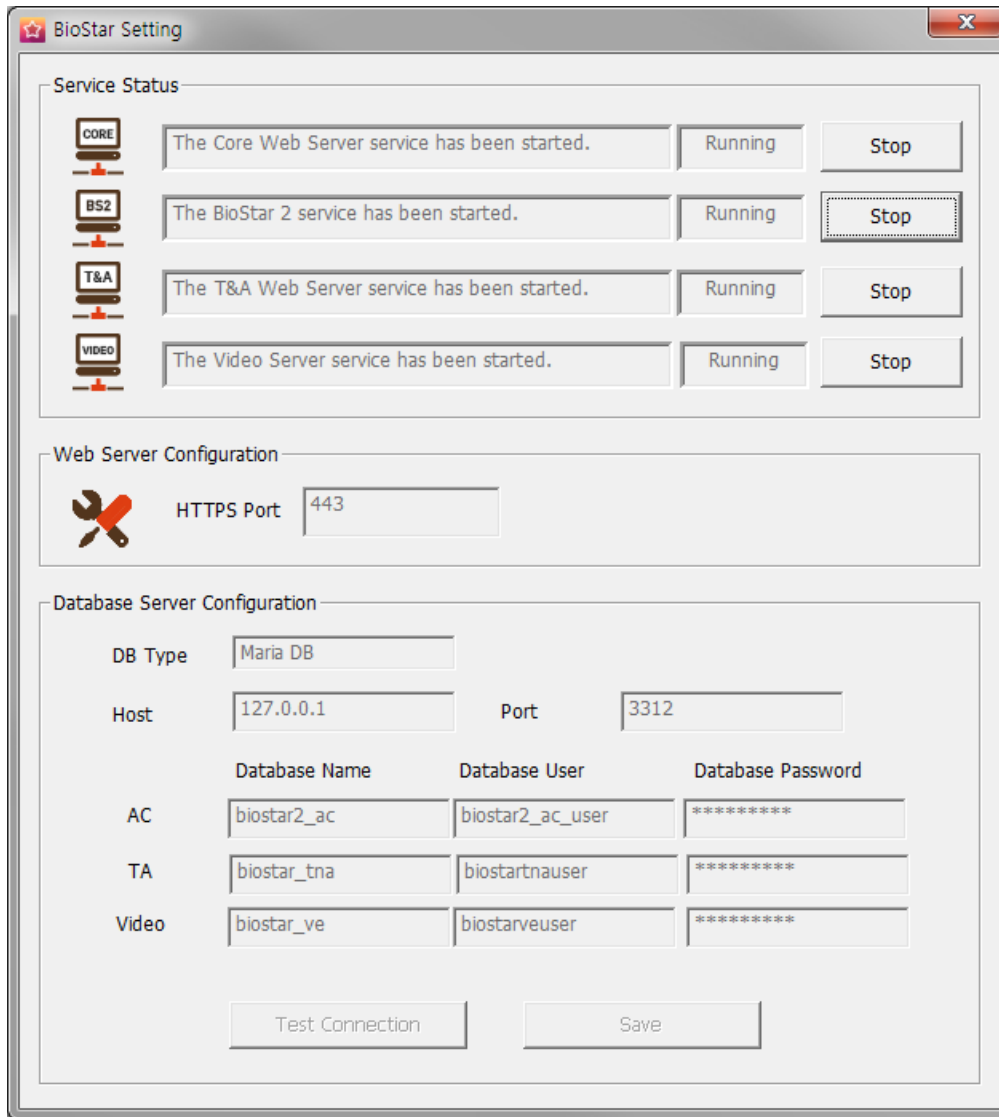 BioStar Setting
Service Status
CORE The Core Web Server service has been started. Running Stop
BS2 The BioStar 2 service has been started. Running Stop
T&A The T&A Web Server service has been started. Running Stop
VIDEO The Video Server service has been started. Running Stop
Web Server Configuration
HTTPS Port 443
Database Server Configuration
DB Type Maria DB
Host 127.0.0.1 Port 3312
Database Name Database User Database Password
AC biostar2_ac biostar2_ac_user *********
TA biostar_tna biostartnauser *********
Video biostar_ve biostarveuser *********
Test Connection Save